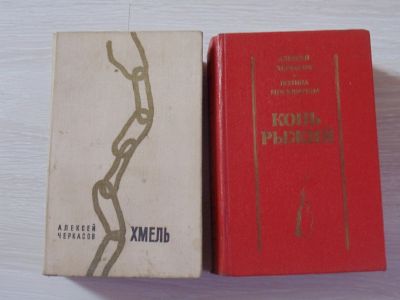 АЛЕКСЕЙ
ЧЕРКАСОВ
ХМЕЛЬ
АЛЕКСЕЙ
ЧЕРКАСОВ
ПОЛИНА
МОСКВИТИНА
КОНЬ
РЫЖИЙ